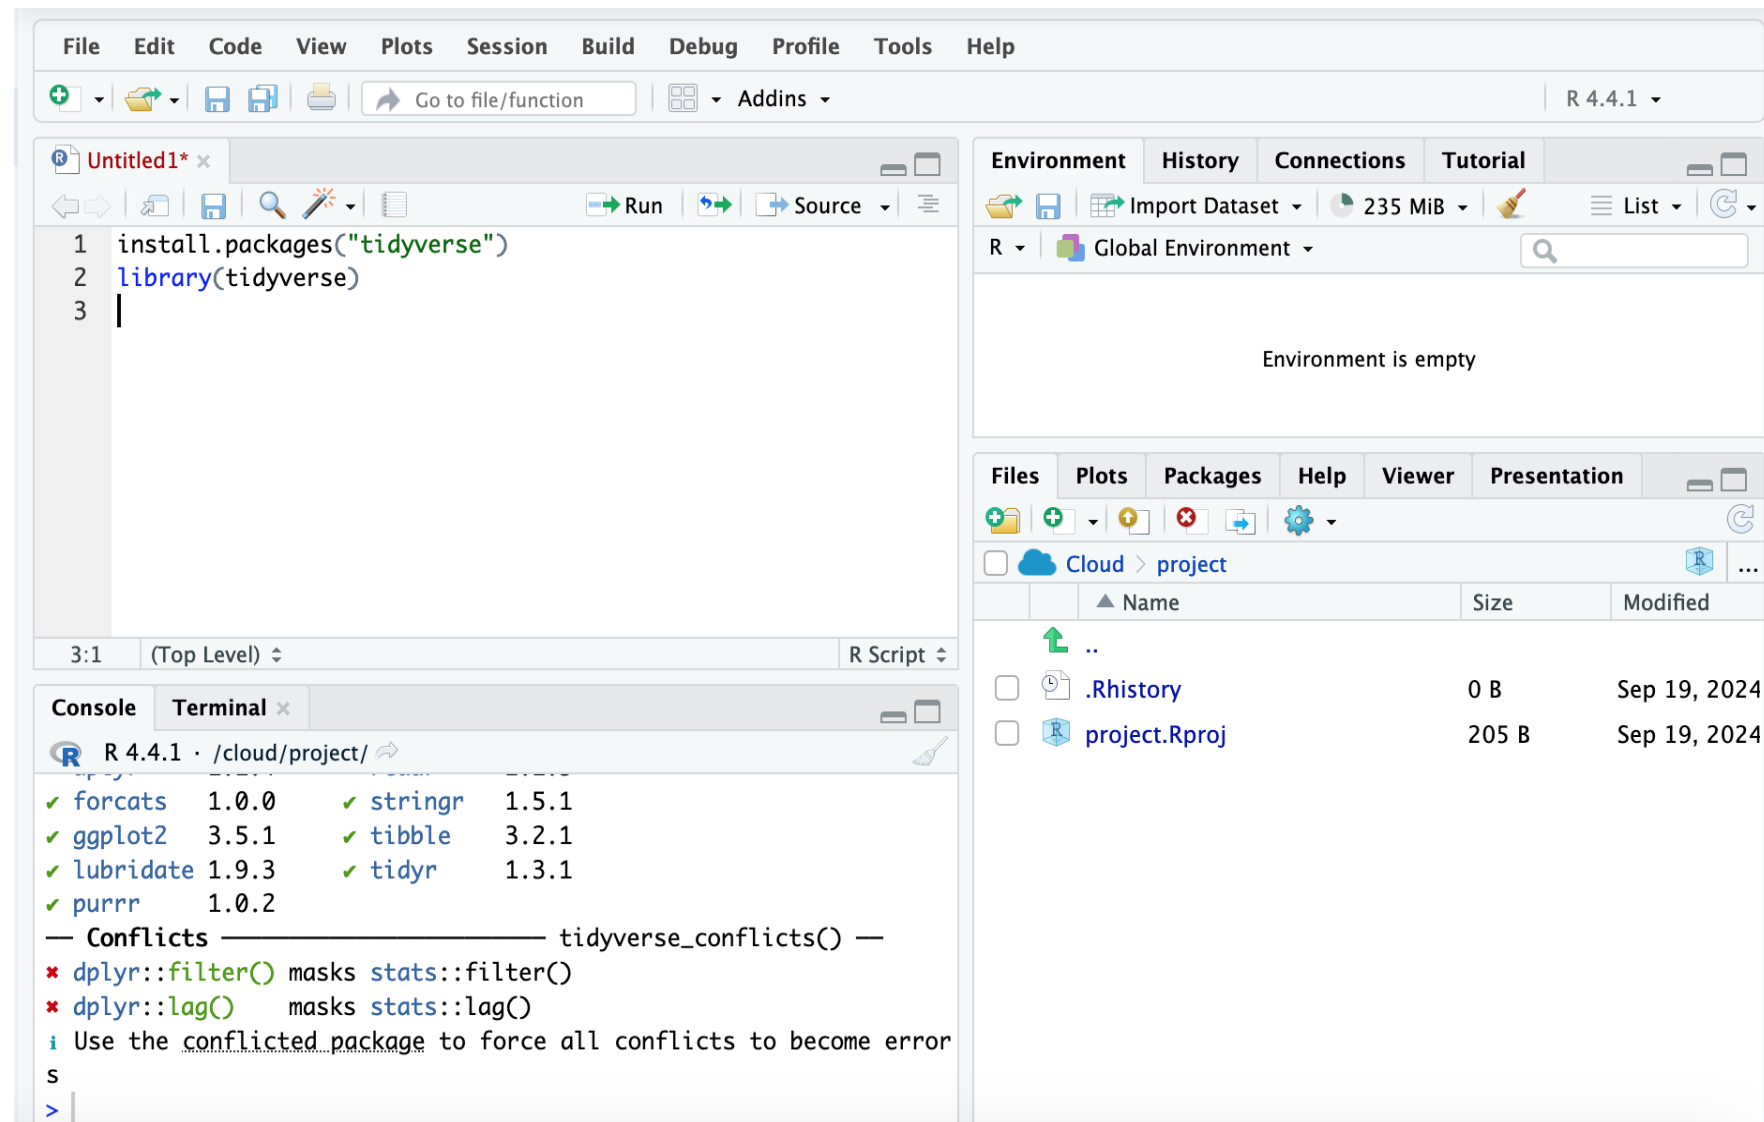 File Edit Code View Plots Session Build Debug Profile Tools Help
Go to file/function Addins R 4.4.1
Untitled1*
Run Source
1 install.packages("tidyverse")
2 library(tidyverse)
3
3:1 (Top Level) R Script
Console Terminal
R 4.4.1 · /cloud/project/
✔ forcats 1.0.0 ✔ stringr 1.5.1
✔ ggplot2 3.5.1 ✔ tibble 3.2.1
✔ lubridate 1.9.3 ✔ tidyr 1.3.1
✔ purrr 1.0.2
── Conflicts ──────────────────────── tidyverse_conflicts() ──
✖ dplyr::filter() masks stats::filter()
✖ dplyr::lag() masks stats::lag()
ℹ Use the conflicted package to force all conflicts to become error
s
>
Environment History Connections Tutorial
Import Dataset 235 MiB List
R Global Environment
Environment is empty
Files Plots Packages Help Viewer Presentation
Cloud project ...
Name Size Modified
..
.Rhistory 0 B Sep 19, 2024
project.Rproj 205 B Sep 19, 2024